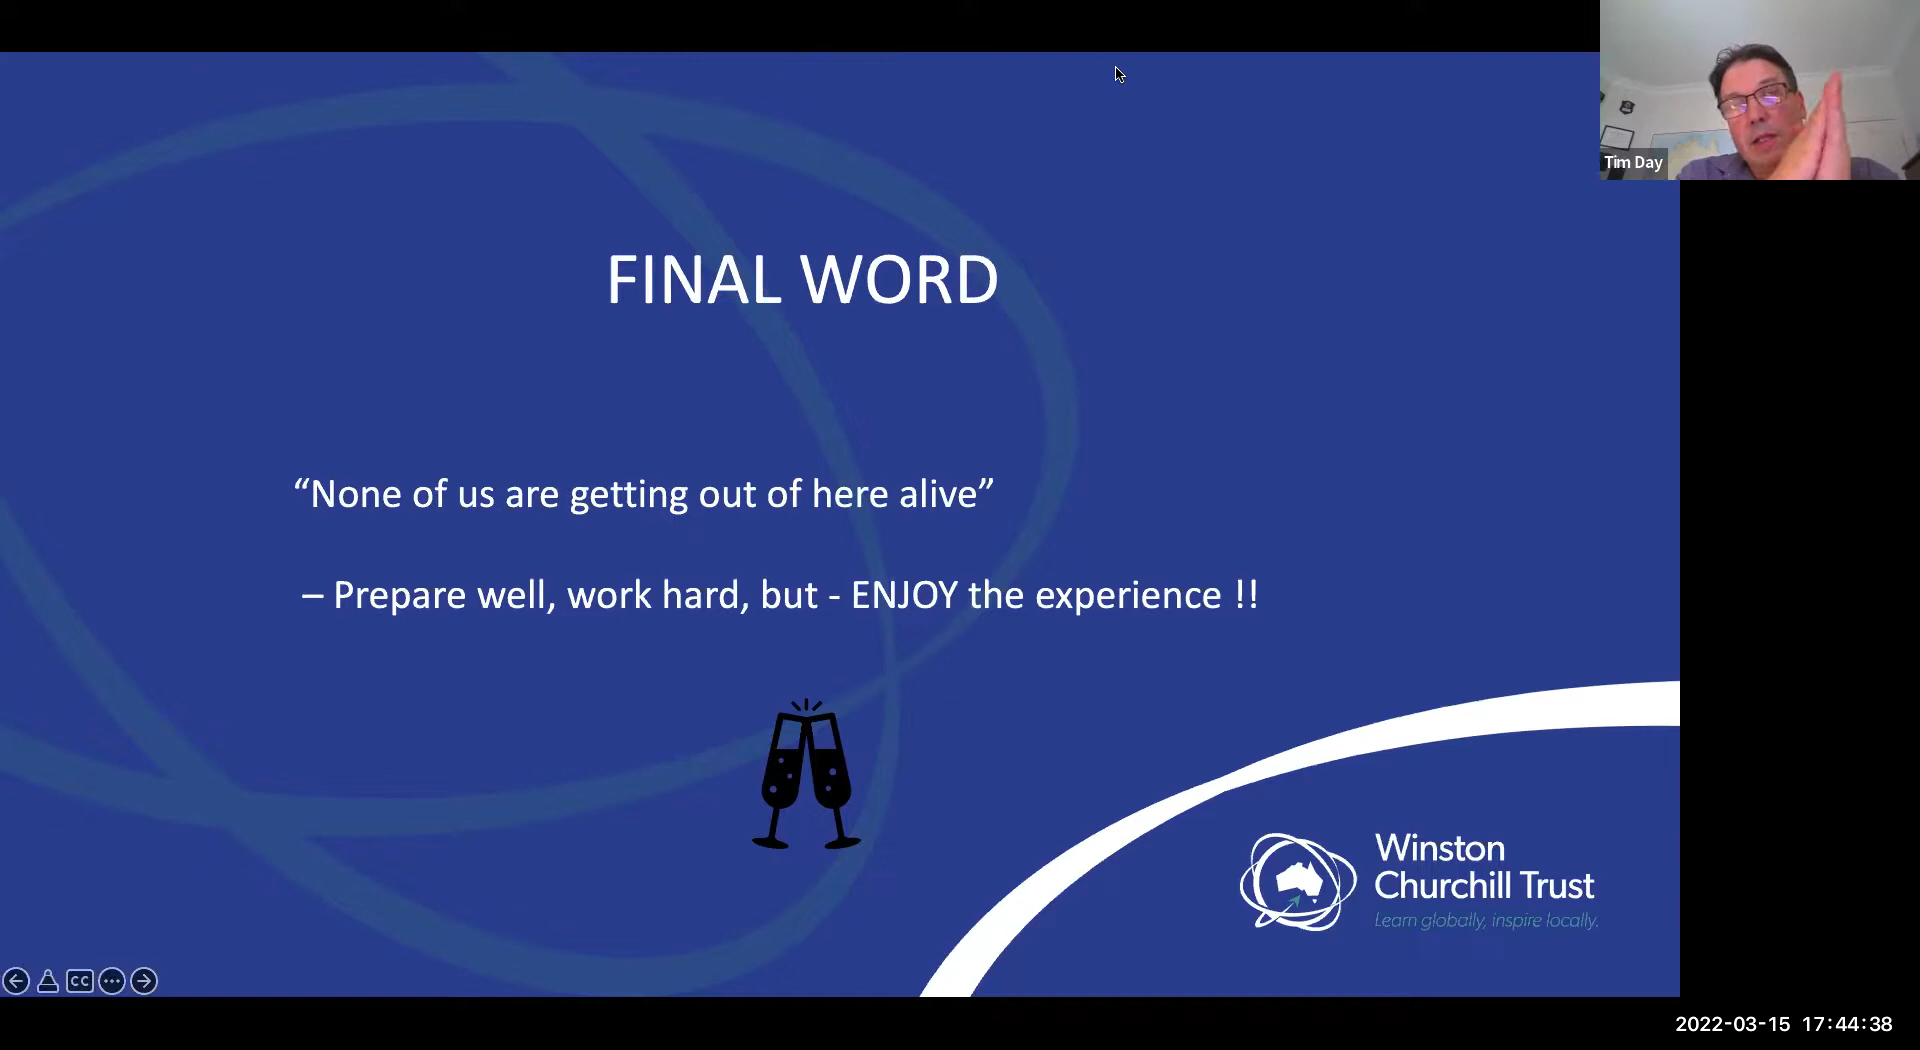 Tim Day
FINAL WORD
“None of us are getting out of here alive”
– Prepare well, work hard, but - ENJOY the experience !!
Winston
Churchill Trust
Learn globally, inspire locally.
CC
2022-03-15 17:44:38